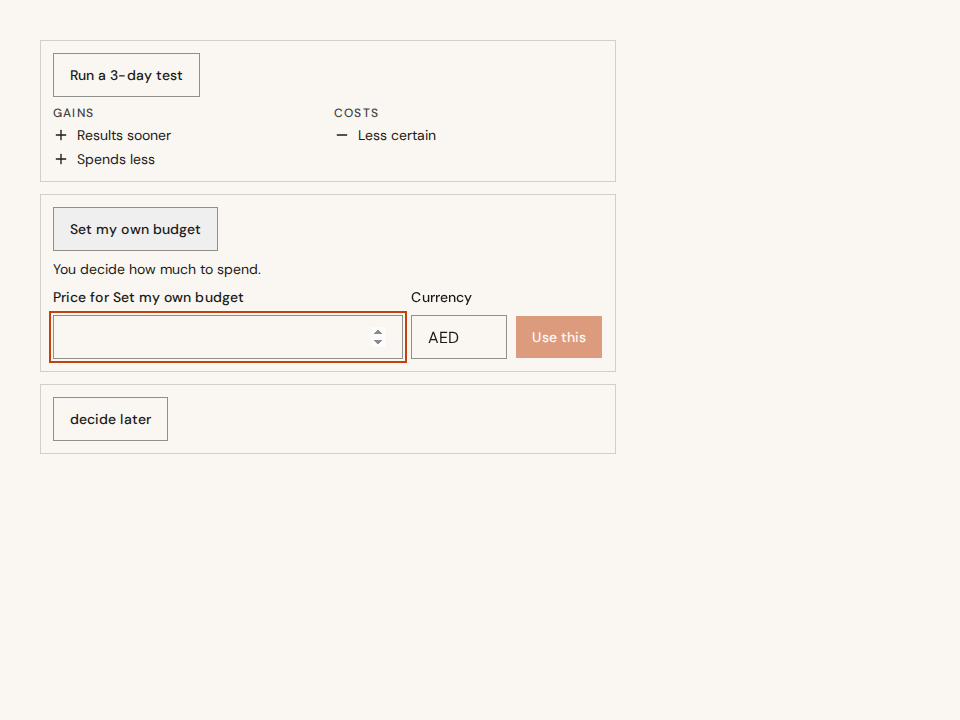 Run a 3-day test
GAINS
COSTS
+ Results sooner
− Less certain
+ Spends less
Set my own budget
You decide how much to spend.
Price for Set my own budget
Currency
AED
Use this
decide later